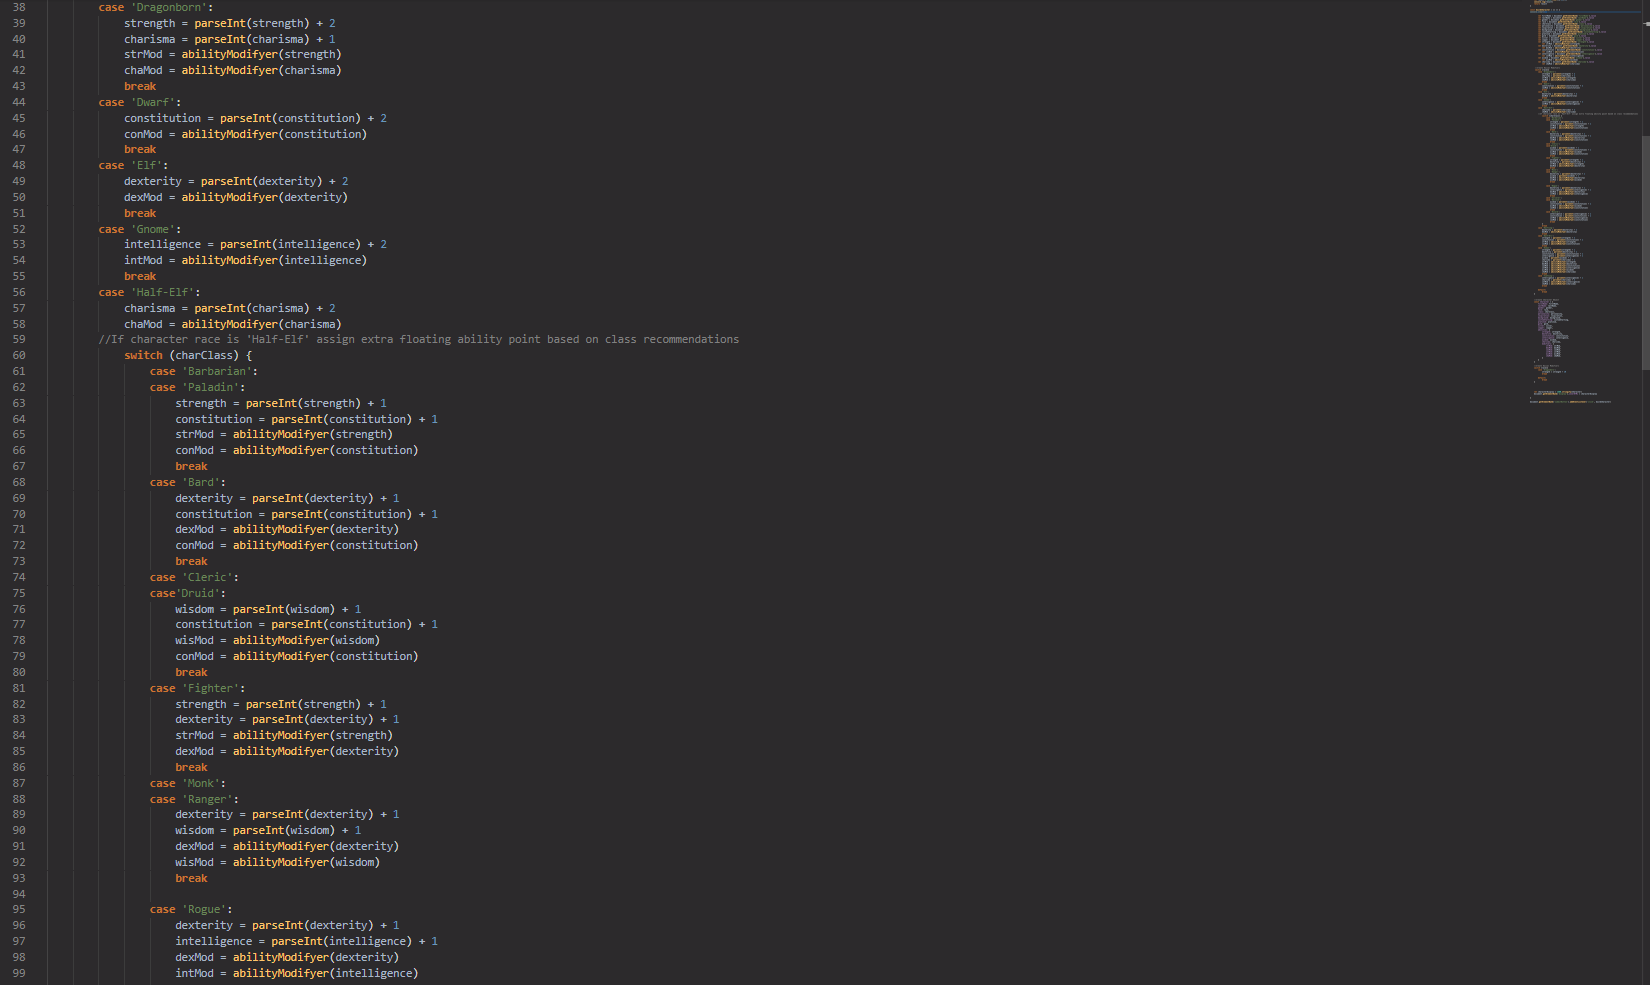 38 case 'Dragonborn':
39 strength = parseInt(strength) + 2
40 charisma = parseInt(charisma) + 1
41 strMod = abilityModifyer(strength)
42 chaMod = abilityModifyer(charisma)
43 break
44 case 'Dwarf':
45 constitution = parseInt(constitution) + 2
46 conMod = abilityModifyer(constitution)
47 break
48 case 'Elf':
49 dexterity = parseInt(dexterity) + 2
50 dexMod = abilityModifyer(dexterity)
51 break
52 case 'Gnome':
53 intelligence = parseInt(intelligence) + 2
54 intMod = abilityModifyer(intelligence)
55 break
56 case 'Half-Elf':
57 charisma = parseInt(charisma) + 2
58 chaMod = abilityModifyer(charisma)
59 //If character race is 'Half-Elf' assign extra floating ability point based on class recommendations
60 switch (charClass) {
61 case 'Barbarian':
62 case 'Paladin':
63 strength = parseInt(strength) + 1
64 constitution = parseInt(constitution) + 1
65 strMod = abilityModifyer(strength)
66 conMod = abilityModifyer(constitution)
67 break
68 case 'Bard':
69 dexterity = parseInt(dexterity) + 1
70 constitution = parseInt(constitution) + 1
71 dexMod = abilityModifyer(dexterity)
72 conMod = abilityModifyer(constitution)
73 break
74 case 'Cleric':
75 case'Druid':
76 wisdom = parseInt(wisdom) + 1
77 constitution = parseInt(constitution) + 1
78 wisMod = abilityModifyer(wisdom)
79 conMod = abilityModifyer(constitution)
80 break
81 case 'Fighter':
82 strength = parseInt(strength) + 1
83 dexterity = parseInt(dexterity) + 1
84 strMod = abilityModifyer(strength)
85 dexMod = abilityModifyer(dexterity)
86 break
87 case 'Monk':
88 case 'Ranger':
89 dexterity = parseInt(dexterity) + 1
90 wisdom = parseInt(wisdom) + 1
91 dexMod = abilityModifyer(dexterity)
92 wisMod = abilityModifyer(wisdom)
93 break
94
95 case 'Rogue':
96 dexterity = parseInt(dexterity) + 1
97 intelligence = parseInt(intelligence) + 1
98 dexMod = abilityModifyer(dexterity)
99 intMod = abilityModifyer(intelligence)